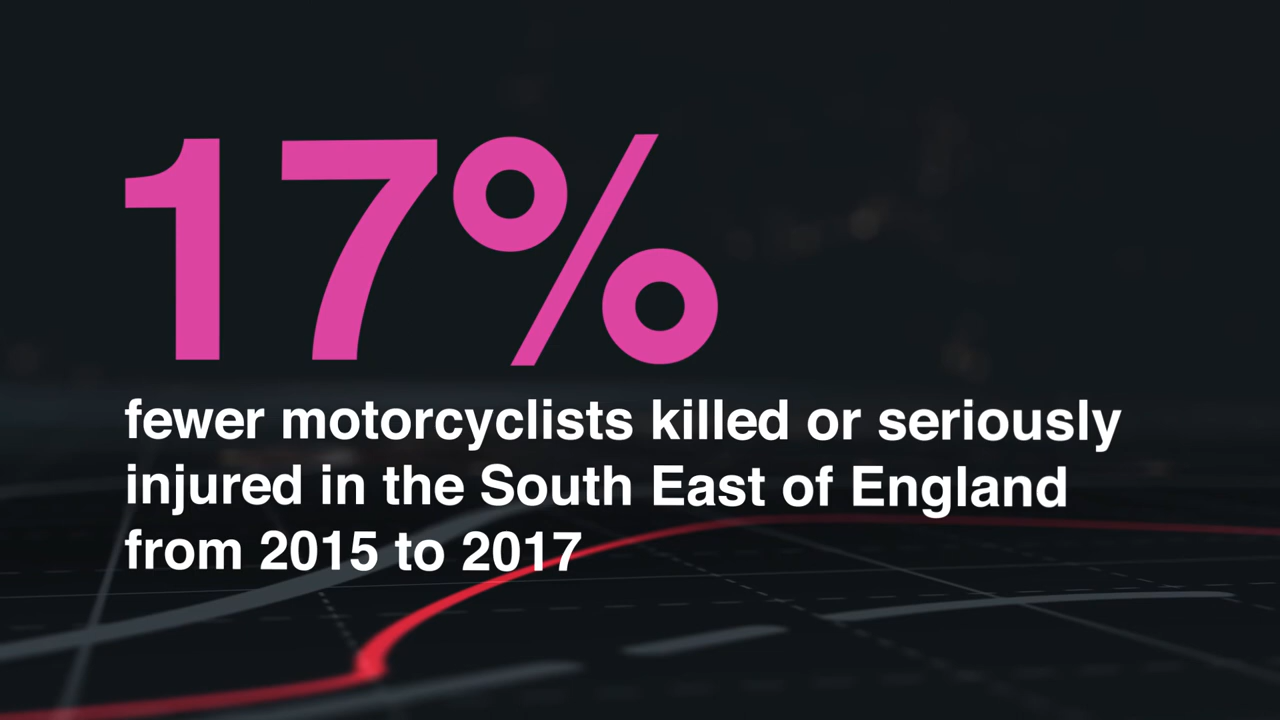 17%
fewer motorcyclists killed or seriously
injured in the South East of England
from 2015 to 2017